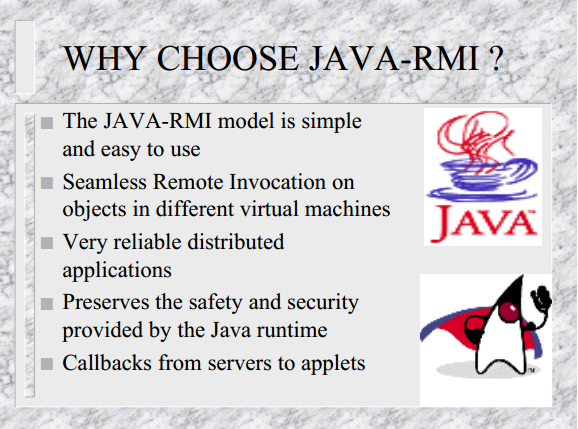 WHY CHOOSE JAVA-RMI ?
The JAVA-RMI model is simple
and easy to use
Seamless Remote Invocation on
objects in different virtual machines
Very reliable distributed
applications
Preserves the safety and security
provided by the Java runtime
Callbacks from servers to applets
JAVA™
TM